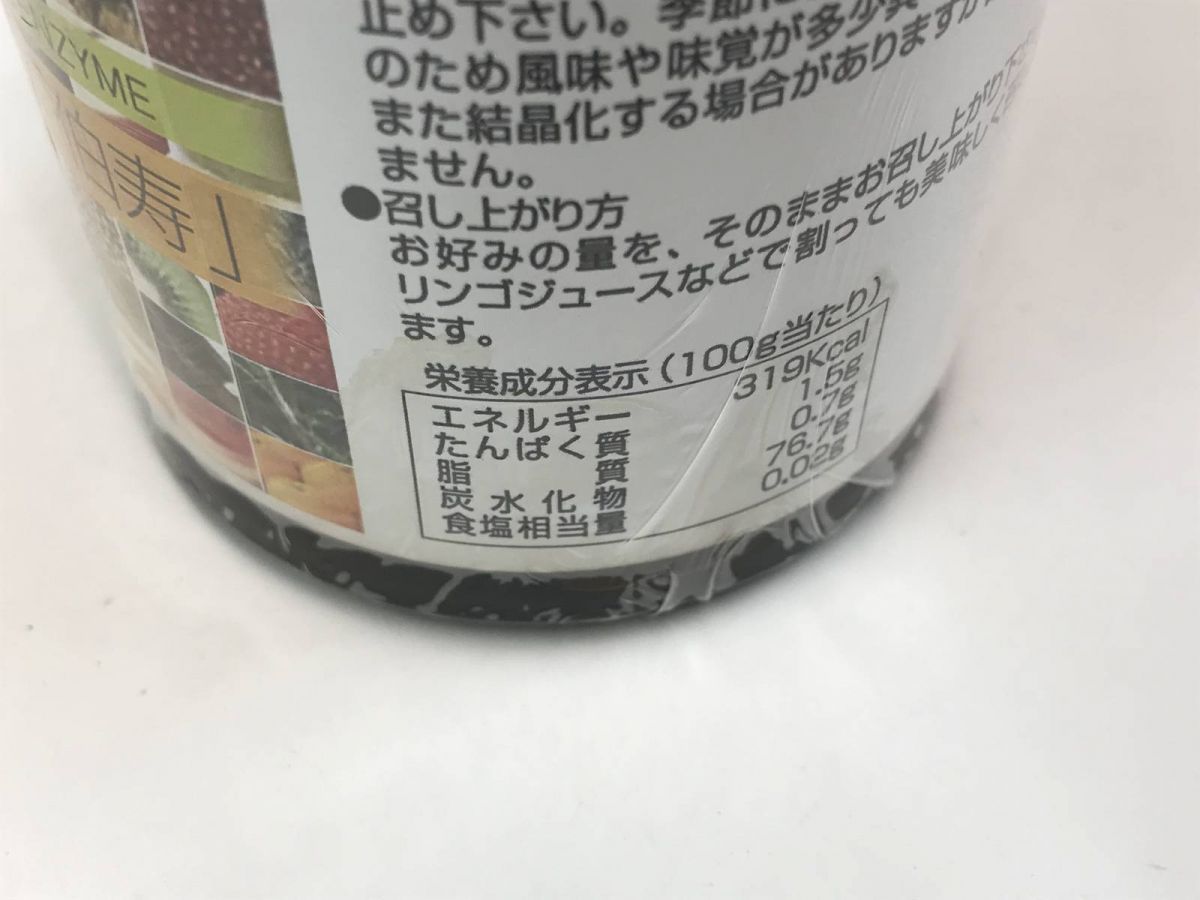 ENZYME
伯寿」
止め下さい。季節に
のため風味や味覚が多少異
また結晶化する場合がありますが
ません。
●召し上がり方
お好みの量を、そのままお召し上がり下さ
リンゴジュースなどで割っても美味しく
ます。
栄養成分表示(100g当たり)
エネルギー 319Kcal
たんぱく質 1.5g
脂質 0.7g
炭水化物 76.7g
食塩相当量 0.02g